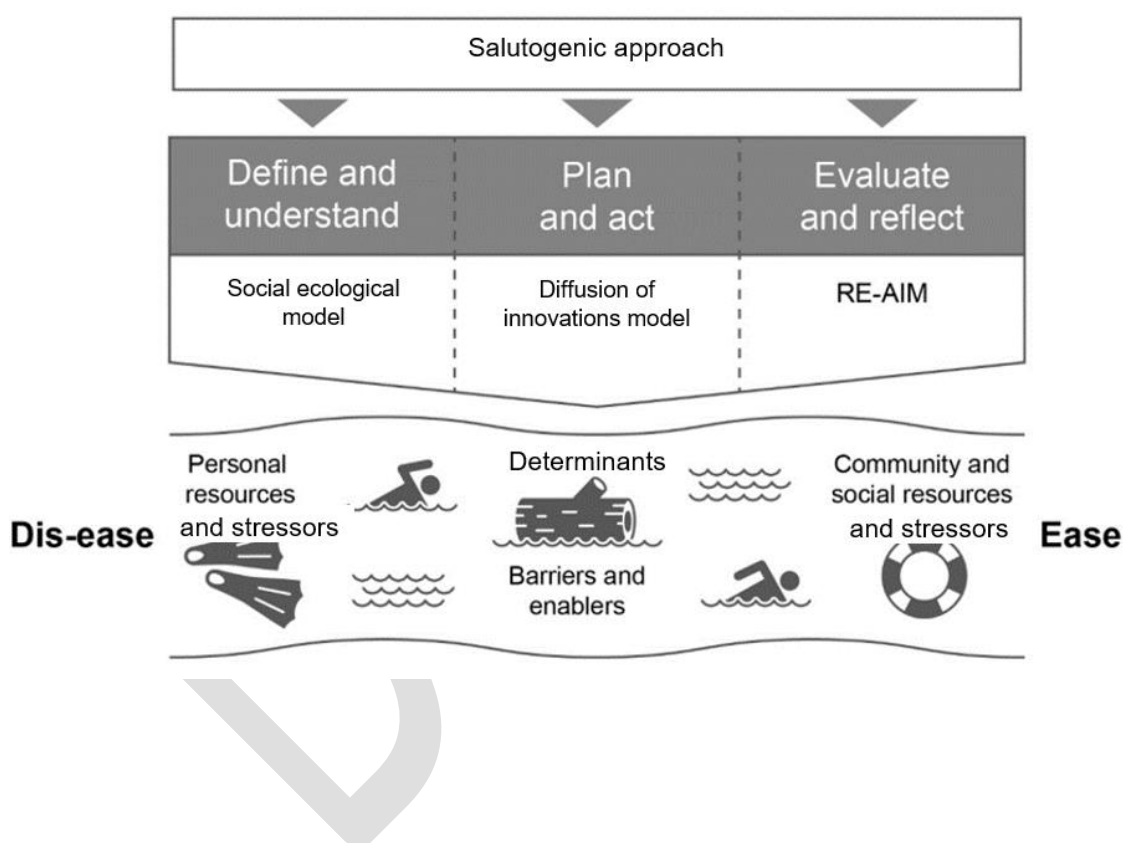 Salutogenic approach
Define and
understand
Plan
and act
Evaluate
and reflect
Social ecological
model
Diffusion of
innovations model
RE-AIM
Dis-ease
Personal
resources
and stressors
Determinants
Barriers and
enablers
Community and
social resources
and stressors
Ease